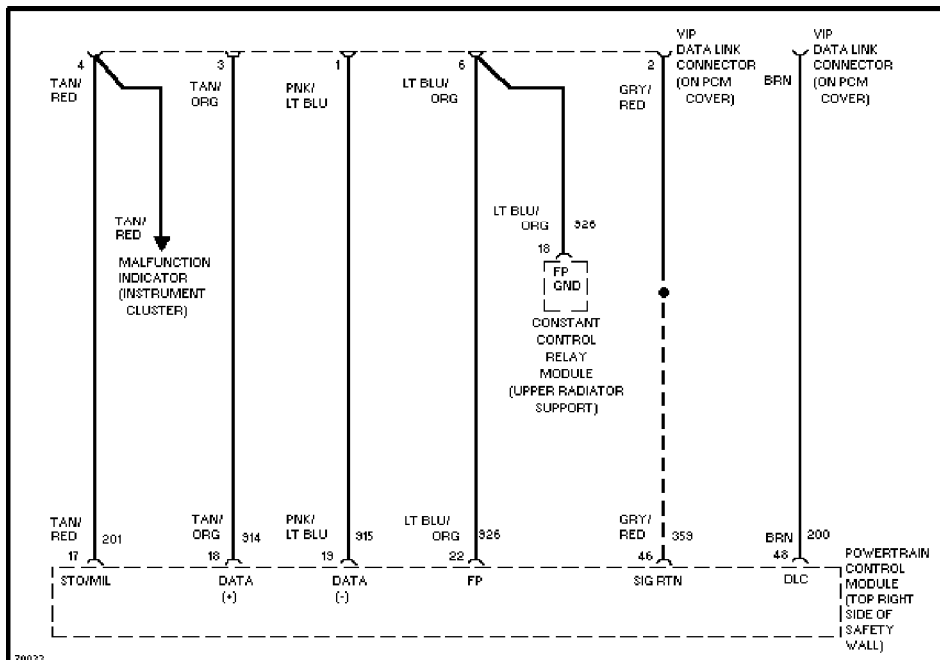 VIP
DATA LINK
CONNECTOR
(ON PCM
COVER)
VIP
DATA LINK
CONNECTOR
(ON PCM
COVER)
4
3
1
6
2
TAN/
RED
TAN/
ORG
PNK/
LT BLU
LT BLU/
ORG
GRY/
RED
BRN
TAN/
RED
MALFUNCTION
INDICATOR
(INSTRUMENT
CLUSTER)
LT BLU/
ORG
926
18
FP
GND
CONSTANT
CONTROL
RELAY
MODULE
(UPPER RADIATOR
SUPPORT)
TAN/
RED
201
17
TAN/
ORG
914
18
PNK/
LT BLU
915
19
LT BLU/
ORG
926
22
GRY/
RED
359
46
BRN
200
48
STO/MIL
DATA
(+)
DATA
(-)
FP
SIG RTN
DLC
POWERTRAIN
CONTROL
MODULE
(TOP RIGHT
SIDE OF
SAFETY
WALL)